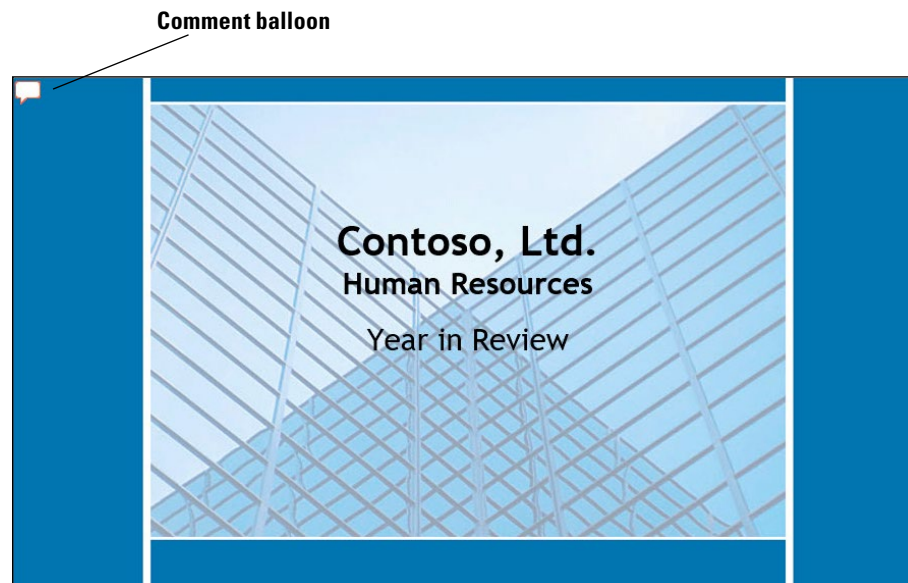 Comment balloon
Contoso, Ltd.
Human Resources
Year in Review